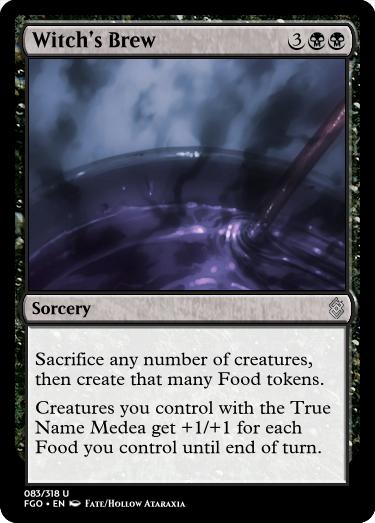 Witch's Brew 3
Sorcery
Sacrifice any number of creatures,
then create that many Food tokens.
Creatures you control with the True
Name Medea get +1/+1 for each
Food you control until end of turn.
083/318 U
FGO • EN Fate/Hollow Ataraxia